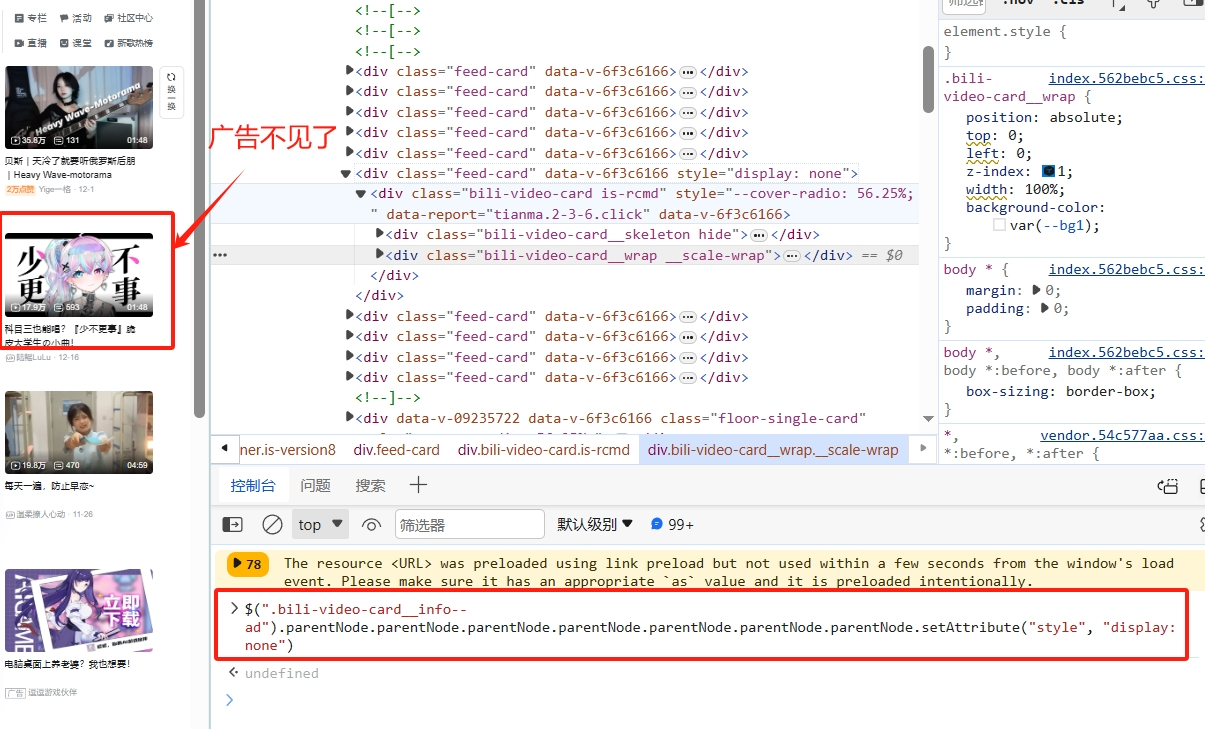 专栏 活动 社区中心
直播 课堂 新歌热榜
换
一
换
Heavy Wave-Motorama
35.8万 131 01:48
贝斯｜天冷了就要听俄罗斯后朋
｜Heavy Wave-motorama
2万点赞 Yige一格 · 12-1
广告不见了
少 不
更 事
17.9万 593 01:48
科目三也能唱？『少不更事』脆
皮大学生の小曲！
LuLu · 12-16
19.8万 470 04:59
每天一遍，防止早恋~
温柔撩人心动 · 11-26
立即
下载
电脑桌面上养老婆？我也想要！
广告 逗逗游戏伙伴
<!--[-->
<!--[-->
<!--[-->
<div class="feed-card" data-v-6f3c6166>…</div>
<div class="feed-card" data-v-6f3c6166>…</div>
<div class="feed-card" data-v-6f3c6166>…</div>
<div class="feed-card" data-v-6f3c6166>…</div>
<div class="feed-card" data-v-6f3c6166>…</div>
<div class="feed-card" data-v-6f3c6166 style="display: none">
<div class="bili-video-card is-rcmd" style="--cover-radio: 56.25%;
" data-report="tianma.2-3-6.click" data-v-6f3c6166>
<div class="bili-video-card__skeleton hide">…</div>
<div class="bili-video-card__wrap __scale-wrap">…</div> == $0
</div>
</div>
<div class="feed-card" data-v-6f3c6166>…</div>
<div class="feed-card" data-v-6f3c6166>…</div>
<div class="feed-card" data-v-6f3c6166>…</div>
<div class="feed-card" data-v-6f3c6166>…</div>
<!--]-->
<div data-v-09235722 data-v-6f3c6166 class="floor-single-card"
ner.is-version8 div.feed-card div.bili-video-card.is-rcmd div.bili-video-card__wrap.__scale-wrap
:hov .cls
element.style {
}
.bili- index.562bebc5.css:
video-card__wrap {
position: absolute;
top: 0;
left: 0;
z-index: 1;
width: 100%;
background-color:
var(--bg1);
}
body * { index.562bebc5.css:
margin: 0;
padding: 0;
}
body *, index.562bebc5.css:
body *:before, body *:after {
box-sizing: border-box;
}
*, vendor.54c577aa.css:
*:before, *:after {
控制台 问题 搜索
top 筛选器 默认级别 99+
78 The resource <URL> was preloaded using link preload but not used within a few seconds from the window's load
event. Please make sure it has an appropriate `as` value and it is preloaded intentionally.
$(".bili-video-card__info--
ad").parentNode.parentNode.parentNode.parentNode.parentNode.parentNode.parentNode.setAttribute("style", "display:
none")
undefined